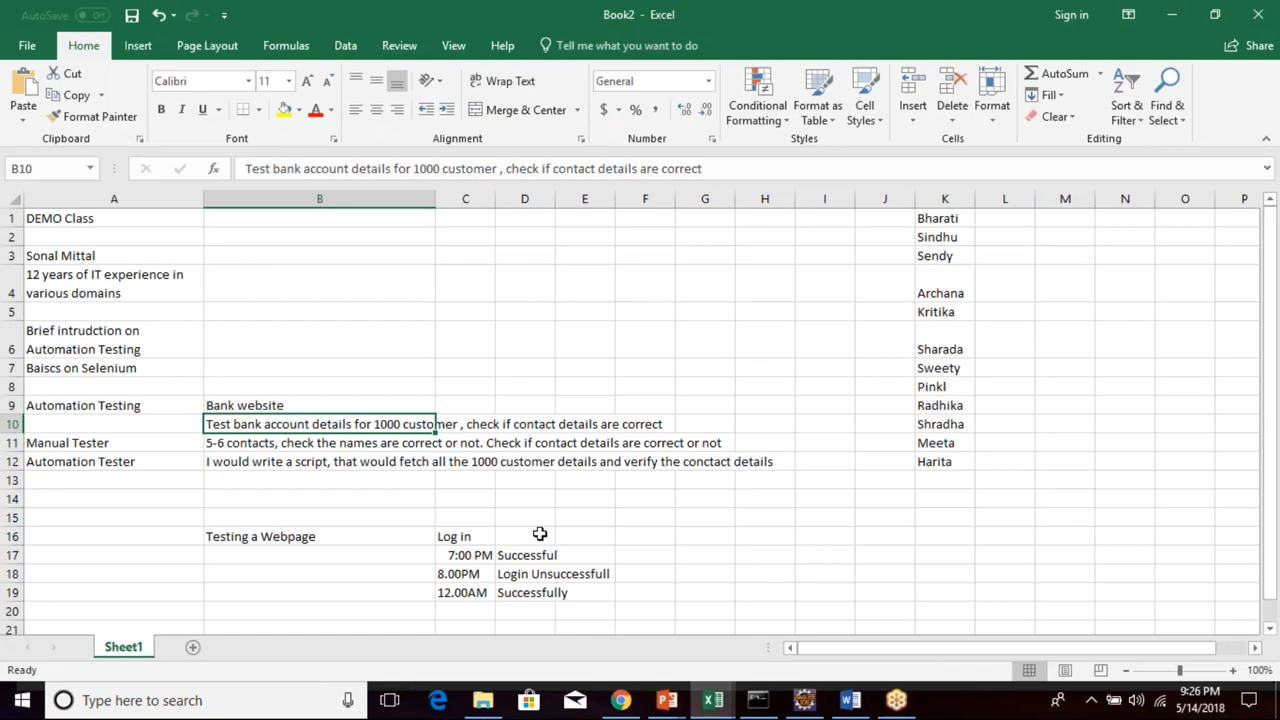 AutoSave Off
Book2 - Excel
Sign in
File Home Insert Page Layout Formulas Data Review View Help Tell me what you want to do Share
Paste
Cut
Copy
Format Painter
Clipboard
Calibri 11
B I U
Font
Wrap Text
Merge & Center
Alignment
General
$ % ,
Number
Conditional Formatting
Format as Table
Cell Styles
Styles
Insert
Delete
Format
Cells
AutoSum
Fill
Clear
Sort & Filter
Find & Select
Editing
B10
fx
Test bank account details for 1000 customer , check if contact details are correct
A B C D E F G H I J K L M N O P
1 DEMO Class Bharati
2 Sindhu
3 Sonal Mittal Sendy
12 years of IT experience in
4 various domains Archana
5 Kritika
Brief intrudction on
6 Automation Testing Sharada
7 Baiscs on Selenium Sweety
8 Pinkl
9 Automation Testing Bank website Radhika
10 Test bank account details for 1000 customer , check if contact details are correct Shradha
11 Manual Tester 5-6 contacts, check the names are correct or not. Check if contact details are correct or not Meeta
12 Automation Tester I would write a script, that would fetch all the 1000 customer details and verify the conctact details Harita
13
14
15
16 Testing a Webpage Log in
17 7:00 PM Successful
18 8.00PM Login Unsuccessfull
19 12.00AM Successfully
20
21
Sheet1
Ready
100%
Type here to search
9:26 PM
5/14/2018